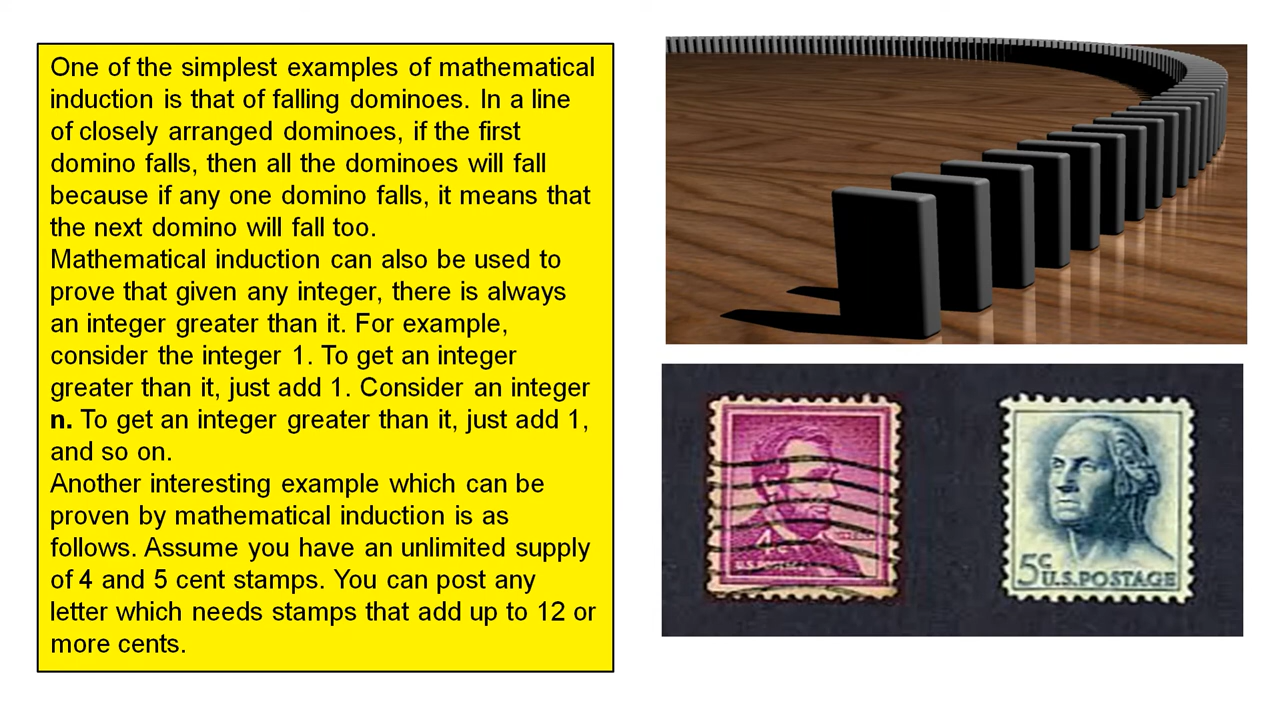 One of the simplest examples of mathematical
induction is that of falling dominoes. In a line
of closely arranged dominoes, if the first
domino falls, then all the dominoes will fall
because if any one domino falls, it means that
the next domino will fall too.
Mathematical induction can also be used to
prove that given any integer, there is always
an integer greater than it. For example,
consider the integer 1. To get an integer
greater than it, just add 1. Consider an integer
n. To get an integer greater than it, just add 1,
and so on.
Another interesting example which can be
proven by mathematical induction is as
follows. Assume you have an unlimited supply
of 4 and 5 cent stamps. You can post any
letter which needs stamps that add up to 12 or
more cents.
4c
U.S.POSTAGE
5c
U.S.POSTAGE